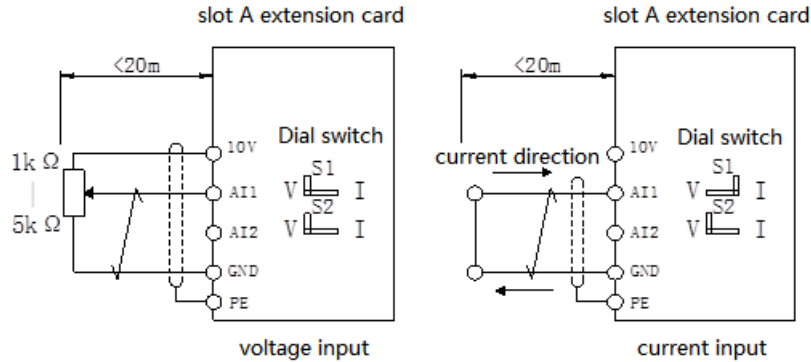 slot A extension card
<20m
Dial switch
10V
1k Ω
S1
V I
AI1
S2
5k Ω
V I
AI2
GND
PE
voltage input
slot A extension card
<20m
Dial switch
10V
current direction
S1
V I
AI1
S2
V I
AI2
GND
PE
current input